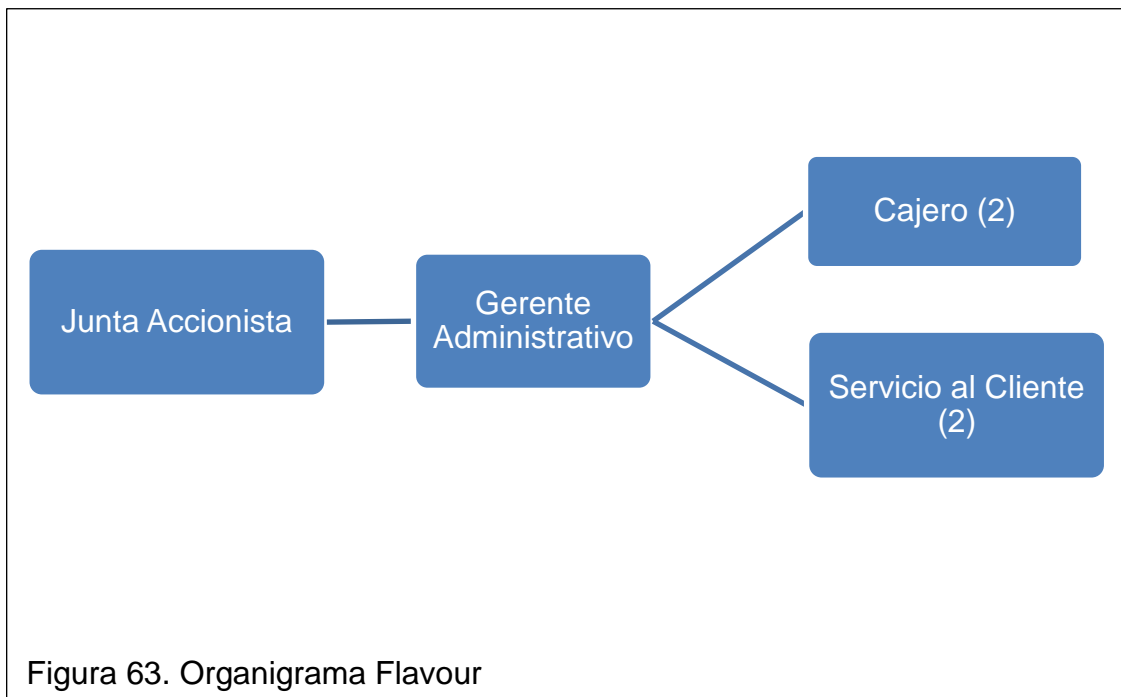 Junta Accionista
Gerente
Administrativo
Cajero (2)
Servicio al Cliente
(2)
Figura 63. Organigrama Flavour